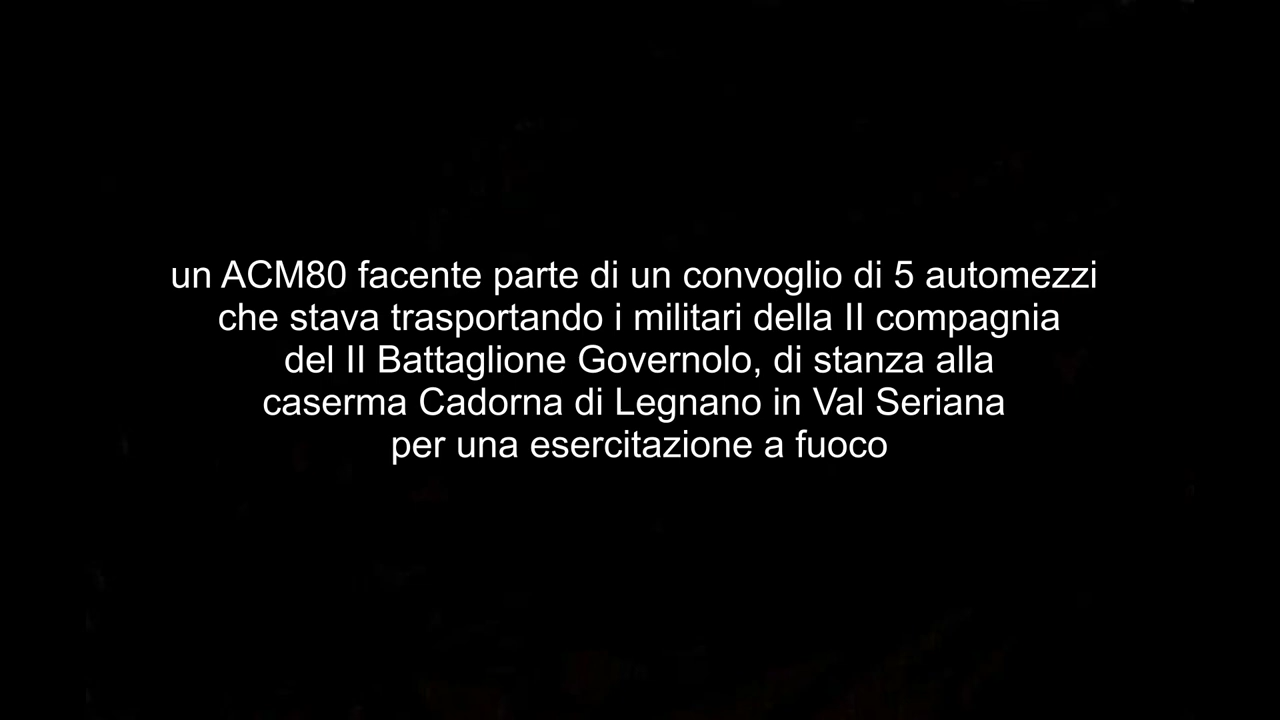 un ACM80 facente parte di un convoglio di 5 automezzi
che stava trasportando i militari della II compagnia
del II Battaglione Governolo, di stanza alla
caserma Cadorna di Legnano in Val Seriana
per una esercitazione a fuoco